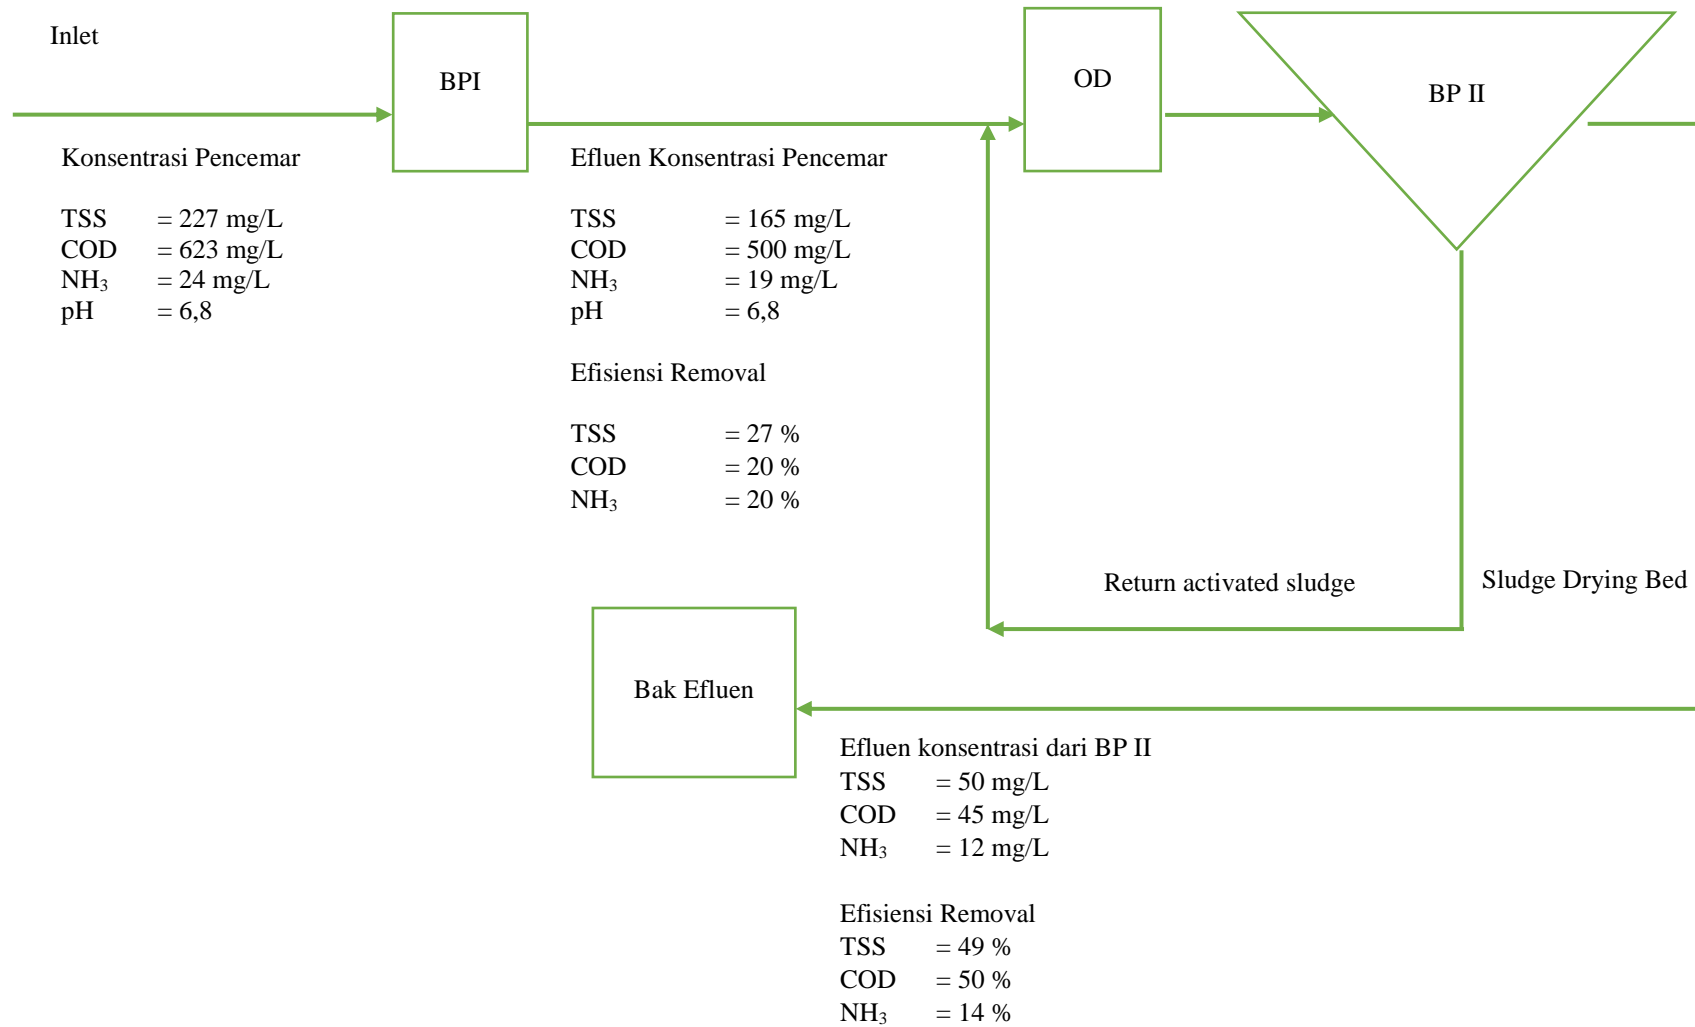 Inlet
BPI
OD
BP II
Konsentrasi Pencemar
TSS = 227 mg/L
COD = 623 mg/L
NH₃ = 24 mg/L
pH = 6,8
Efluen Konsentrasi Pencemar
TSS = 165 mg/L
COD = 500 mg/L
NH₃ = 19 mg/L
pH = 6,8
Efisiensi Removal
TSS = 27 %
COD = 20 %
NH₃ = 20 %
Return activated sludge
Sludge Drying Bed
Bak Efluen
Efluen konsentrasi dari BP II
TSS = 50 mg/L
COD = 45 mg/L
NH₃ = 12 mg/L
Efisiensi Removal
TSS = 49 %
COD = 50 %
NH₃ = 14 %